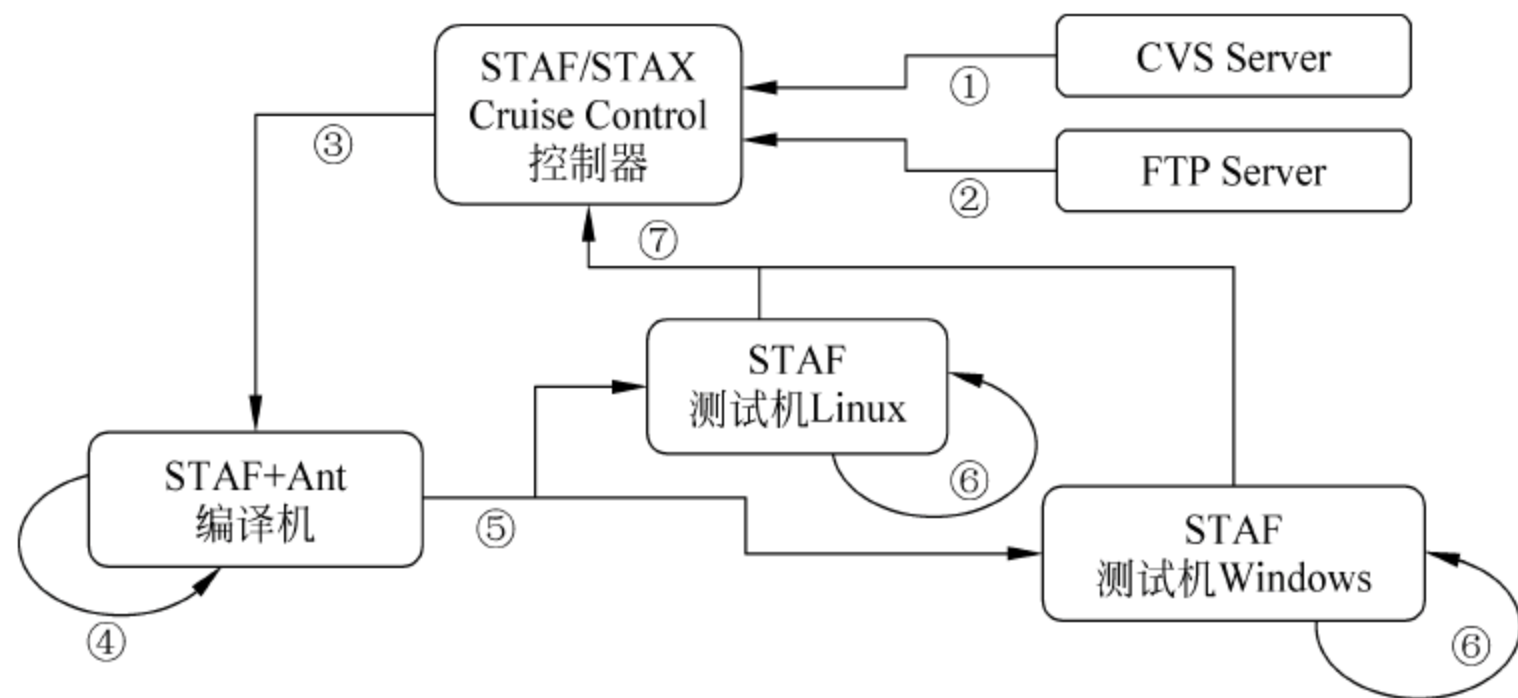 STAF/STAX
Cruise Control
控制器
CVS Server
①
FTP Server
②
③
⑦
STAF
测试机Linux
⑥
STAF+Ant
编译机
⑤
④
STAF
测试机Windows
⑥